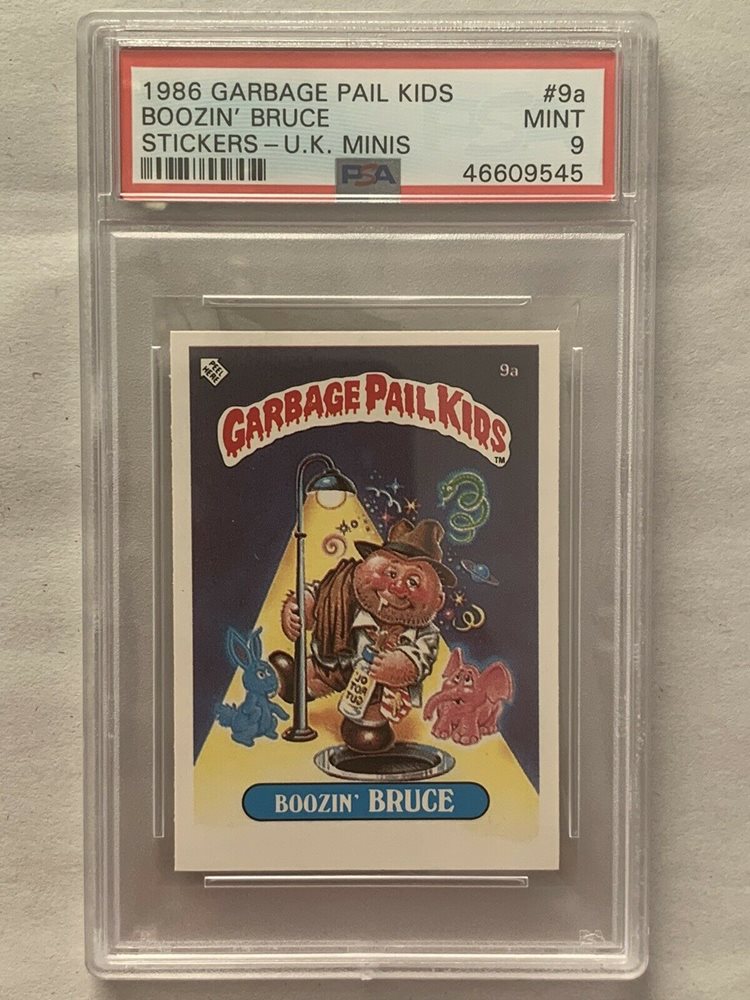 1986 GARBAGE PAIL KIDS #9a
BOOZIN' BRUCE MINT
STICKERS – U.K. MINIS 9
PSA 46609545
PEEL HERE
9a
GARBAGE PAIL KIDS
TM
BOOZIN' BRUCE